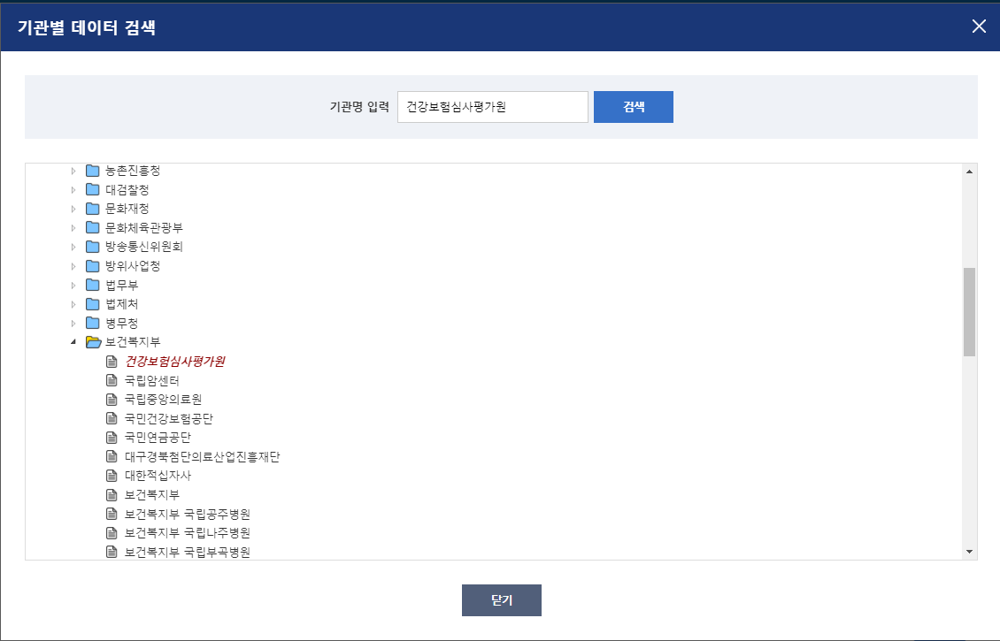 기관별 데이터 검색
기관명 입력 건강보험심사평가원 검색
농촌진흥청
대검찰청
문화재청
문화체육관광부
방송통신위원회
방위사업청
법무부
법제처
병무청
보건복지부
건강보험심사평가원
국립암센터
국립중앙의료원
국민건강보험공단
국민연금공단
대구경북첨단의료산업진흥재단
대한적십자사
보건복지부
보건복지부 국립공주병원
보건복지부 국립나주병원
보건복지부 국립부곡병원
닫기